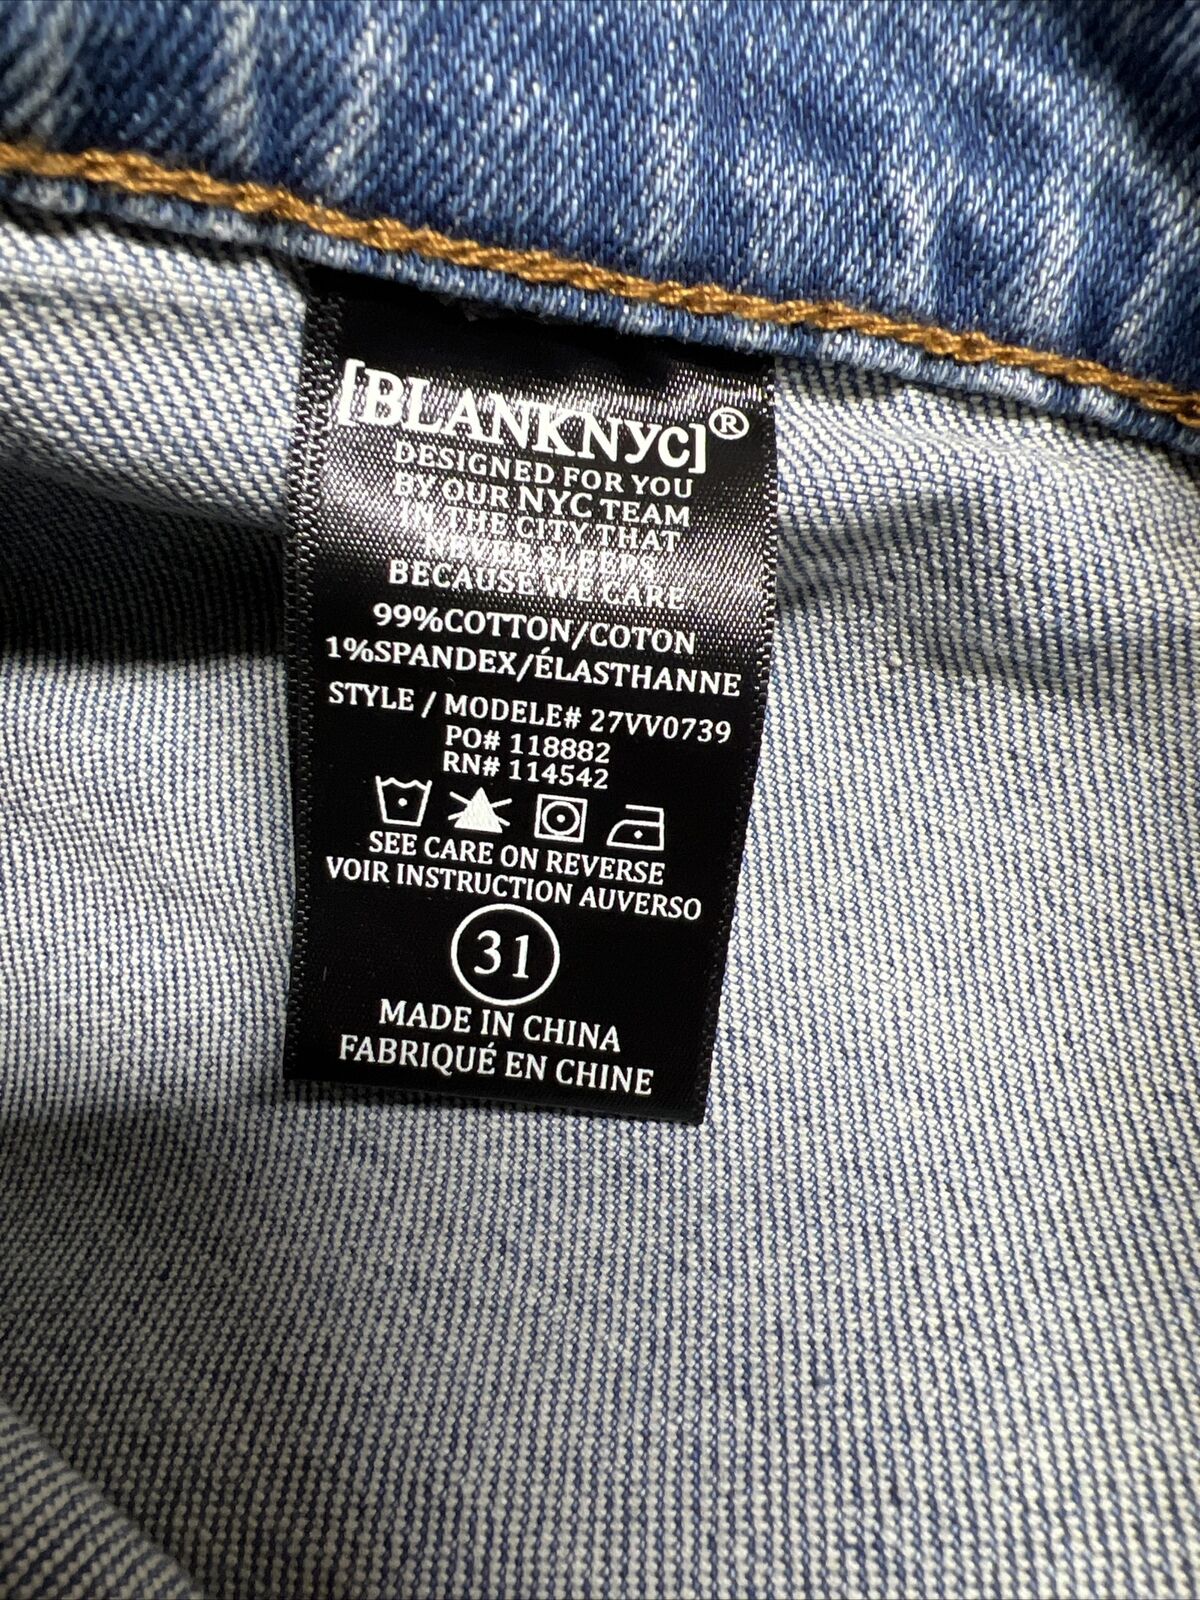 [BLANKNYC]®
DESIGNED FOR YOU
BY OUR NYC TEAM
IN THE CITY THAT
NEVER SLEEPS
BECAUSE WE CARE
99%COTTON/COTON
1%SPANDEX/ÉLASTHANNE
STYLE / MODELE# 27VV0739
PO# 118882
RN# 114542
SEE CARE ON REVERSE
VOIR INSTRUCTION AUVERSO
31
MADE IN CHINA
FABRIQUÉ EN CHINE